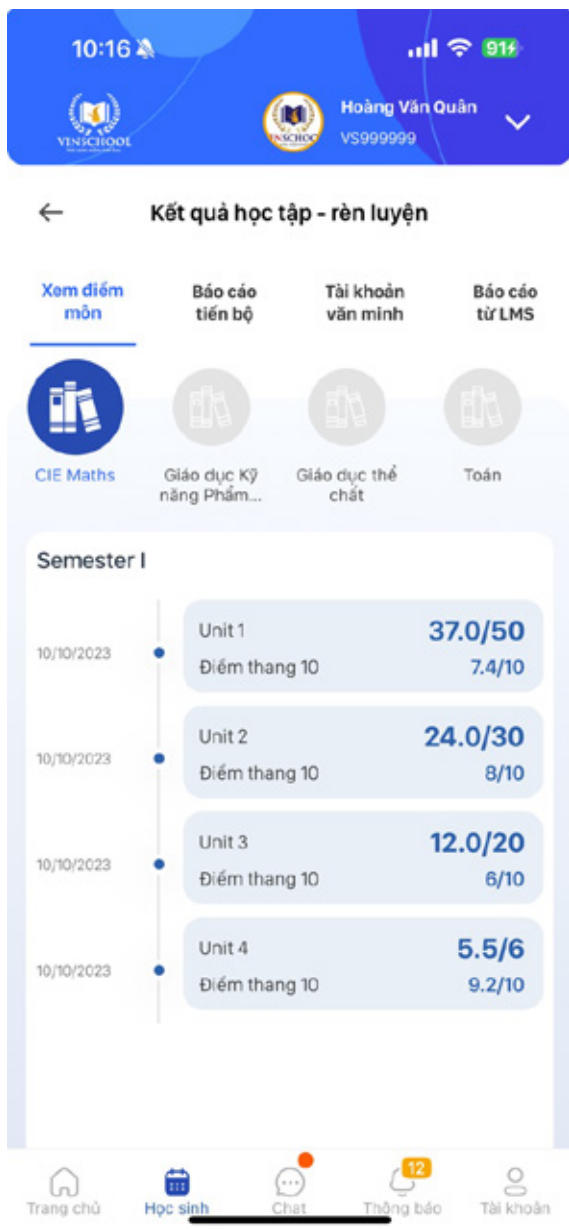 10:16
91
VINSCHOOL
Hoàng Văn Quân
VS999999
Kết quả học tập - rèn luyện
Xem điểm môn
Báo cáo tiến bộ
Tài khoản văn minh
Báo cáo từ LMS
CIE Maths
Giáo dục Kỹ năng Phẩm...
Giáo dục thể chất
Toán
Semester I
10/10/2023
Unit 1
37.0/50
Điểm thang 10
7.4/10
10/10/2023
Unit 2
24.0/30
Điểm thang 10
8/10
10/10/2023
Unit 3
12.0/20
Điểm thang 10
6/10
10/10/2023
Unit 4
5.5/6
Điểm thang 10
9.2/10
12
Trang chủ
Học sinh
Chat
Thông báo
Tài khoản